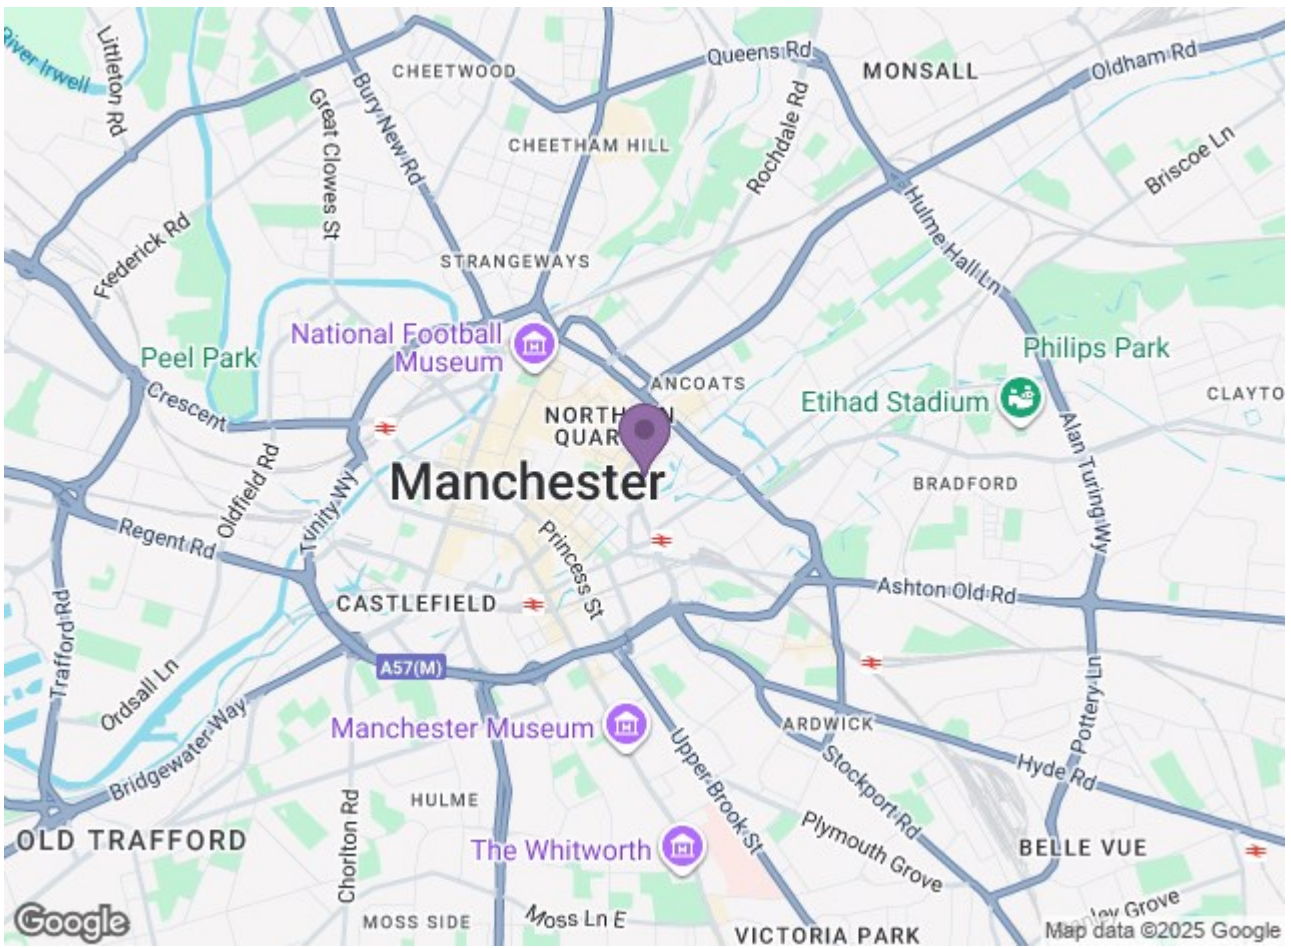 River Irwell
Littleton Rd
CHEETWOOD
Queens Rd
MONSALL
Oldham Rd
Great Clowes St
Bury New Rd
CHEETHAM HILL
Rochdale Rd
Briscoe Ln
Frederick Rd
Hulme Hall Ln
STRANGEWAYS
National Football
Museum
Peel Park
Philips Park
Crescent
ANCOATS
Etihad Stadium
CLAYTO
NORTH N
QUAR
Alan Turing Wy
Oldfield Rd
Manchester
BRADFORD
Trinity Wy
Regent Rd
Princess St
CASTLEFIELD
Ashton Old Rd
Trafford Rd
A57(M)
Ordsall Ln
Pottery Ln
Manchester Museum
ARDWICK
Bridgewater Way
Upper Brook St
Stockport Rd
Hyde Rd
HULME
OLD TRAFFORD
Chorlton Rd
The Whitworth
Plymouth Grove
BELLE VUE
Google
MOSS SIDE
Moss Ln E
VICTORIA PARK
nley Grove
Map data ©2025 Google